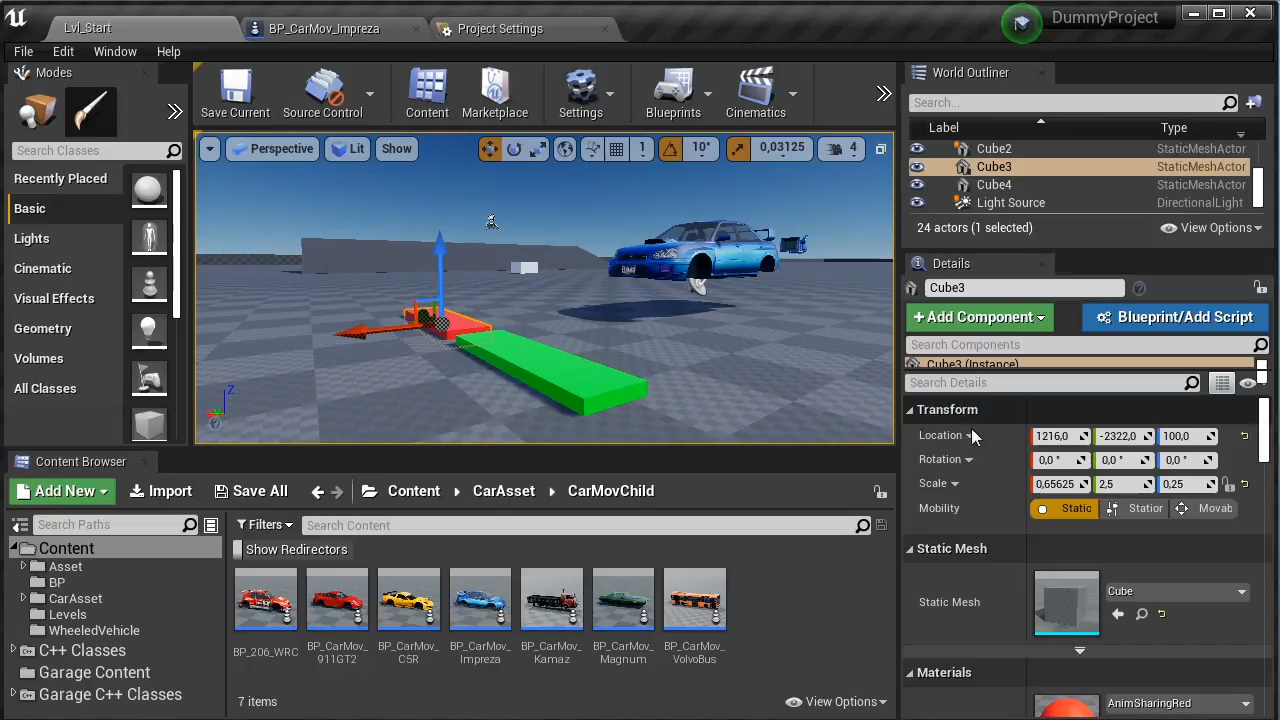 Lvl_Start
BP_CarMov_Impreza
Project Settings
DummyProject
File Edit Window Help
Modes
Save Current
Source Control
Content
Marketplace
Settings
Blueprints
Cinematics
World Outliner
Search...
Label Type
Cube2 StaticMeshActor
Cube3 StaticMeshActor
Cube4 StaticMeshActor
Light Source DirectionalLight
24 actors (1 selected) View Options
Search Classes
Recently Placed
Basic
Lights
Cinematic
Visual Effects
Geometry
Volumes
All Classes
Perspective Lit Show 1 10° 0,03125 4
Z
Details
Cube3
+Add Component Blueprint/Add Script
Search Components
Cube3 (Instance)
Search Details
Transform
Location 1216,0 -2322,0 100,0
Rotation 0,0 ° 0,0 ° 0,0 °
Scale 0,65625 2,5 0,25
Mobility Static Station Movab
Static Mesh
Static Mesh Cube
Materials
AnimSharingRed
Content Browser
Add New Import Save All Content CarAsset CarMovChild
Search Paths Filters Search Content
Show Redirectors
Content
Asset
BP
CarAsset
Levels
WheeledVehicle
C++ Classes
Garage Content
Garage C++ Classes
BP_206_WRC
BP_CarMov_
911GT2
BP_CarMov_
C5R
BP_CarMov_
Impreza
BP_CarMov_
Kamaz
BP_CarMov_
Magnum
BP_CarMov_
VolvoBus
7 items View Options